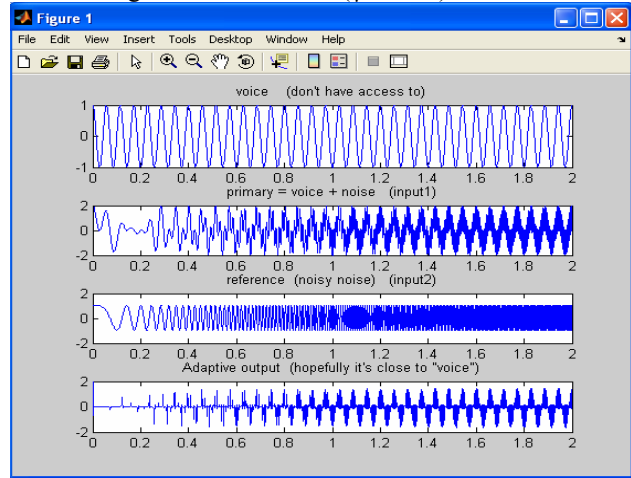 Figure 1
File Edit View Insert Tools Desktop Window Help
voice (don't have access to)
1
0
-1
0 0.2 0.4 0.6 0.8 1 1.2 1.4 1.6 1.8 2
primary = voice + noise (input1)
2
0
-2
0 0.2 0.4 0.6 0.8 1 1.2 1.4 1.6 1.8 2
reference (noisy noise) (input2)
2
0
-2
0 0.2 0.4 0.6 0.8 1 1.2 1.4 1.6 1.8 2
Adaptive output (hopefully it's close to "voice")
2
0
-2
0 0.2 0.4 0.6 0.8 1 1.2 1.4 1.6 1.8 2